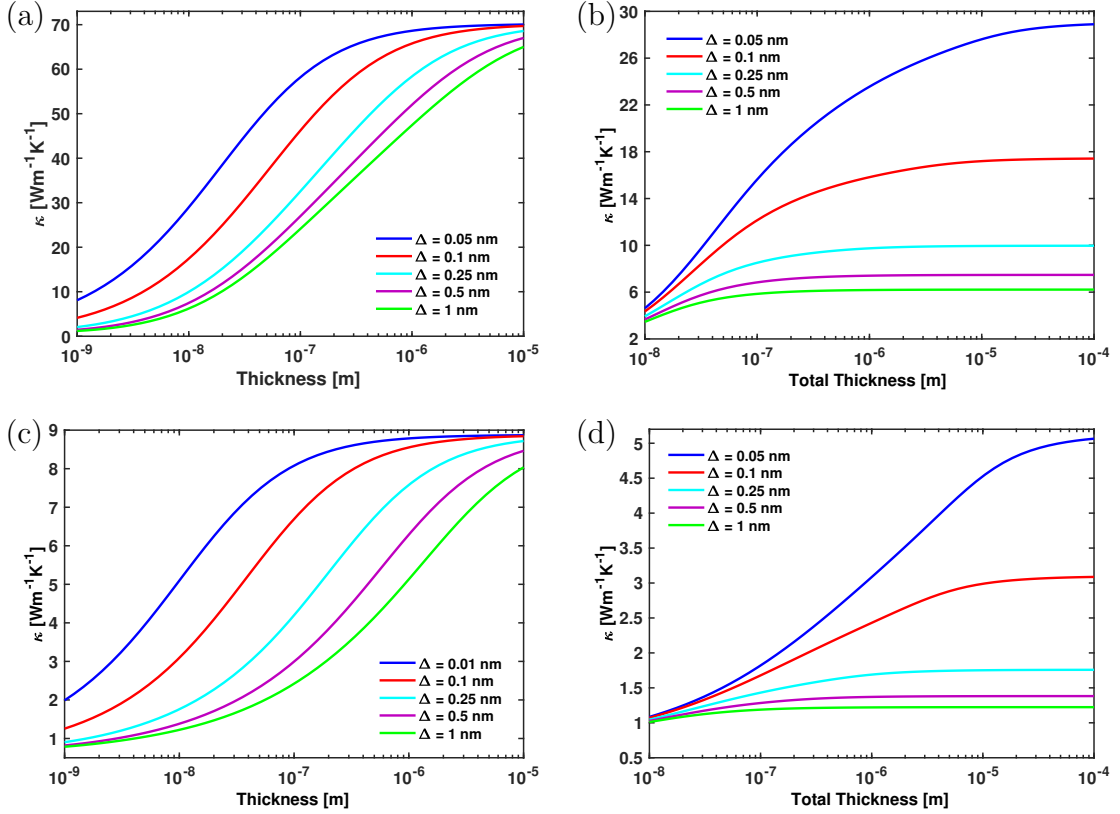 (a)
κ [Wm⁻¹K⁻¹]
70
60
50
40
30
20
10
0
Δ = 0.05 nm
Δ = 0.1 nm
Δ = 0.25 nm
Δ = 0.5 nm
Δ = 1 nm
10⁻⁹ 10⁻⁸ 10⁻⁷ 10⁻⁶ 10⁻⁵
Thickness [m]
(b)
κ [Wm⁻¹K⁻¹]
30
26
22
18
14
10
6
2
Δ = 0.05 nm
Δ = 0.1 nm
Δ = 0.25 nm
Δ = 0.5 nm
Δ = 1 nm
10⁻⁸ 10⁻⁷ 10⁻⁶ 10⁻⁵ 10⁻⁴
Total Thickness [m]
(c)
κ [Wm⁻¹K⁻¹]
9
8
7
6
5
4
3
2
1
Δ = 0.01 nm
Δ = 0.1 nm
Δ = 0.25 nm
Δ = 0.5 nm
Δ = 1 nm
10⁻⁹ 10⁻⁸ 10⁻⁷ 10⁻⁶ 10⁻⁵
Thickness [m]
(d)
κ [Wm⁻¹K⁻¹]
5
4.5
4
3.5
3
2.5
2
1.5
1
0.5
Δ = 0.05 nm
Δ = 0.1 nm
Δ = 0.25 nm
Δ = 0.5 nm
Δ = 1 nm
10⁻⁸ 10⁻⁷ 10⁻⁶ 10⁻⁵ 10⁻⁴
Total Thickness [m]